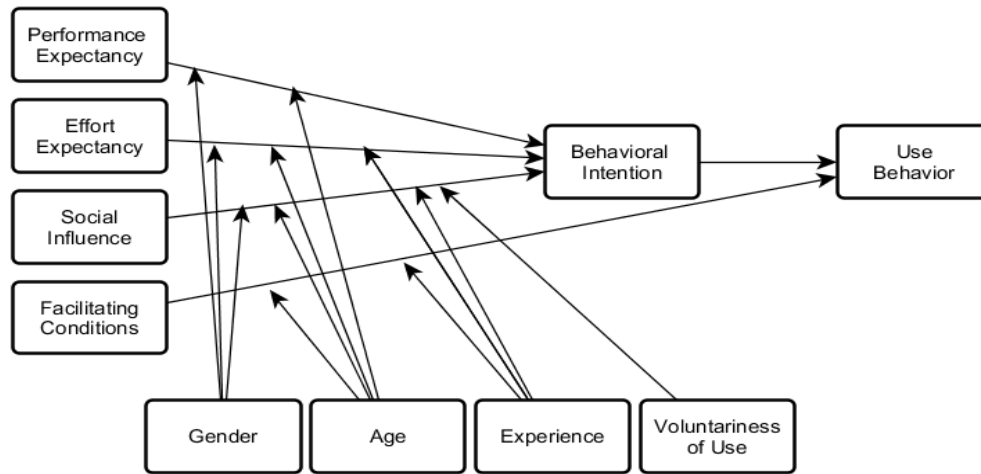 Performance
Expectancy
Effort
Expectancy
Social
Influence
Facilitating
Conditions
Behavioral
Intention
Use
Behavior
Gender
Age
Experience
Voluntariness
of Use